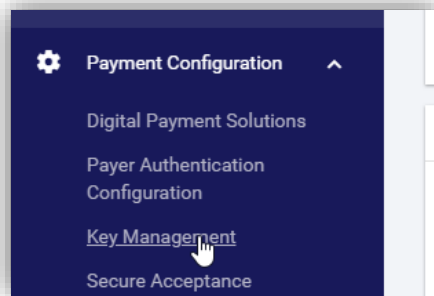 Payment Configuration
Digital Payment Solutions
Payer Authentication
Configuration
Key Management
Secure Acceptance